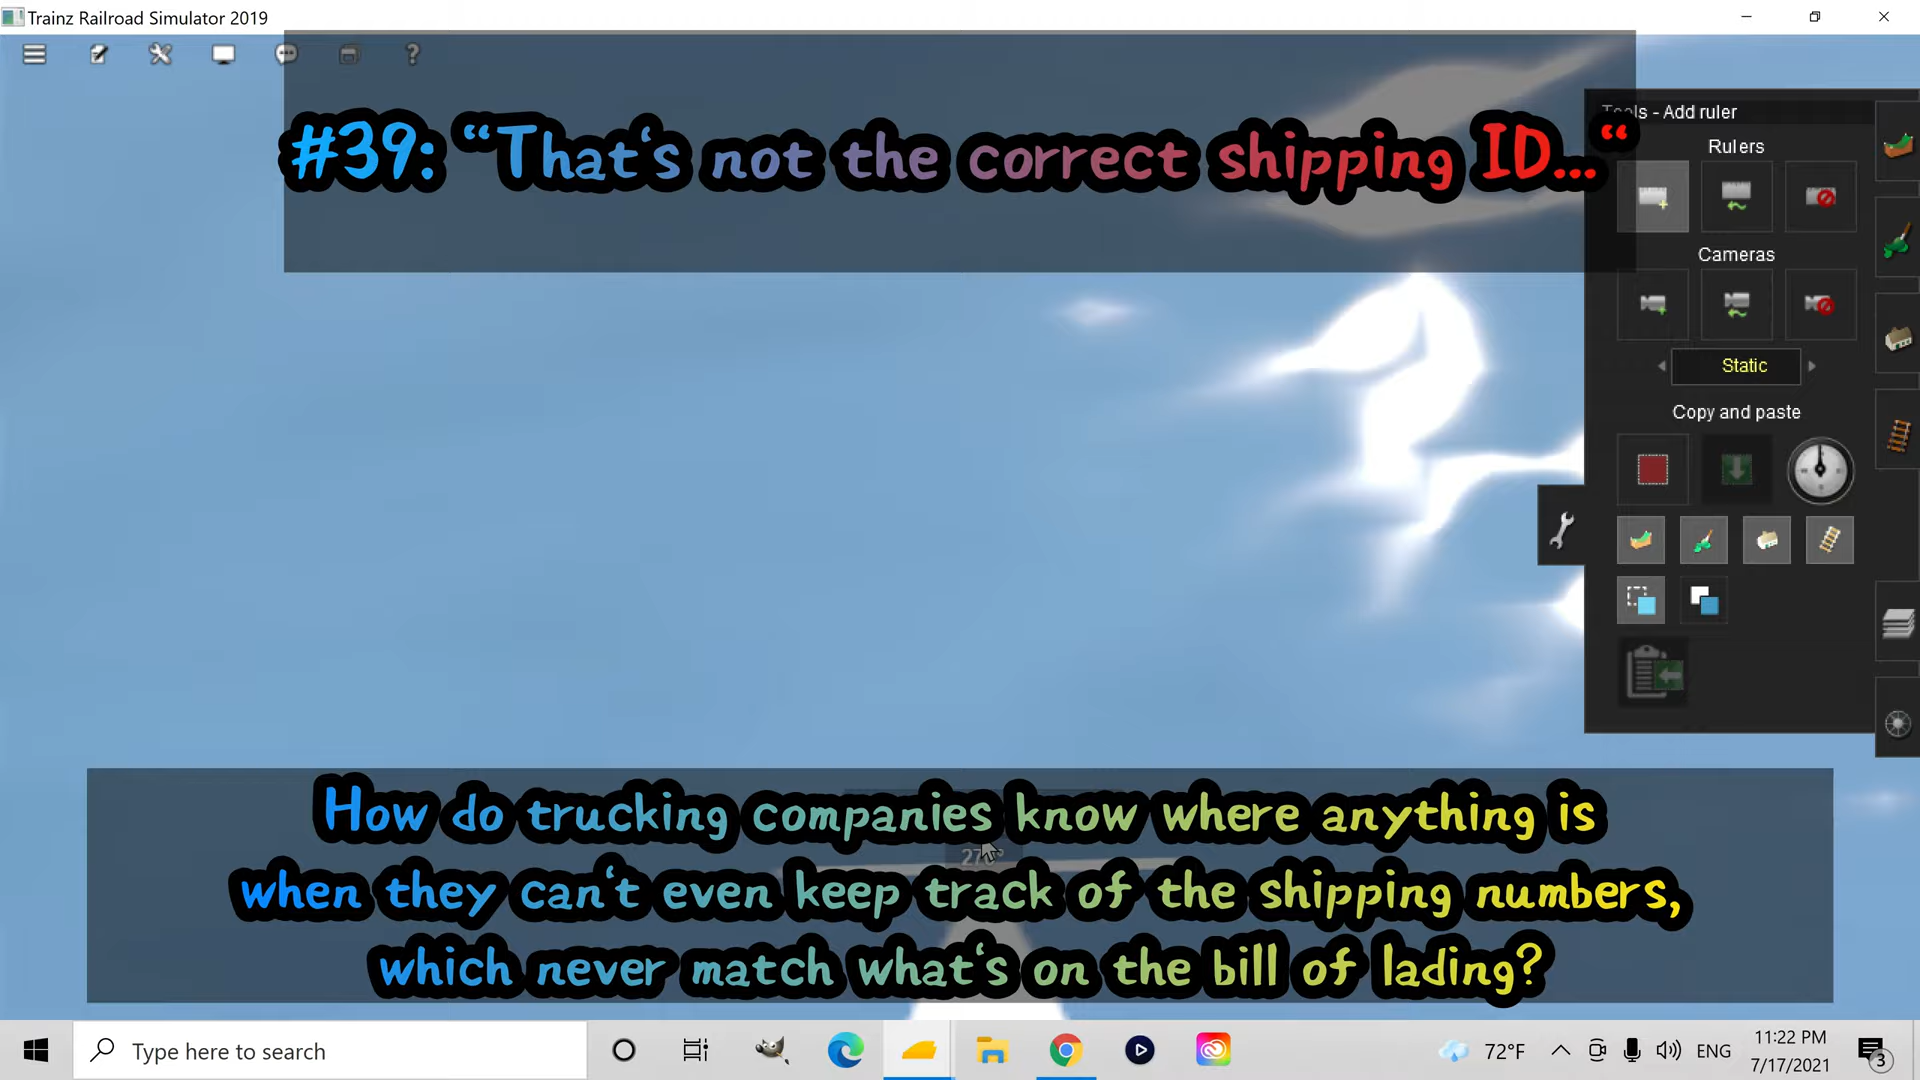 Trainz Railroad Simulator 2019
#39: “That‘s not the correct shipping ID...“
Tools - Add ruler
Rulers
Cameras
Static
Copy and paste
How do trucking companies know where anything is
when they can‘t even keep track of the shipping numbers,
which never match what‘s on the bill of lading?
Type here to search
72°F
ENG
11:22 PM
7/17/2021
3